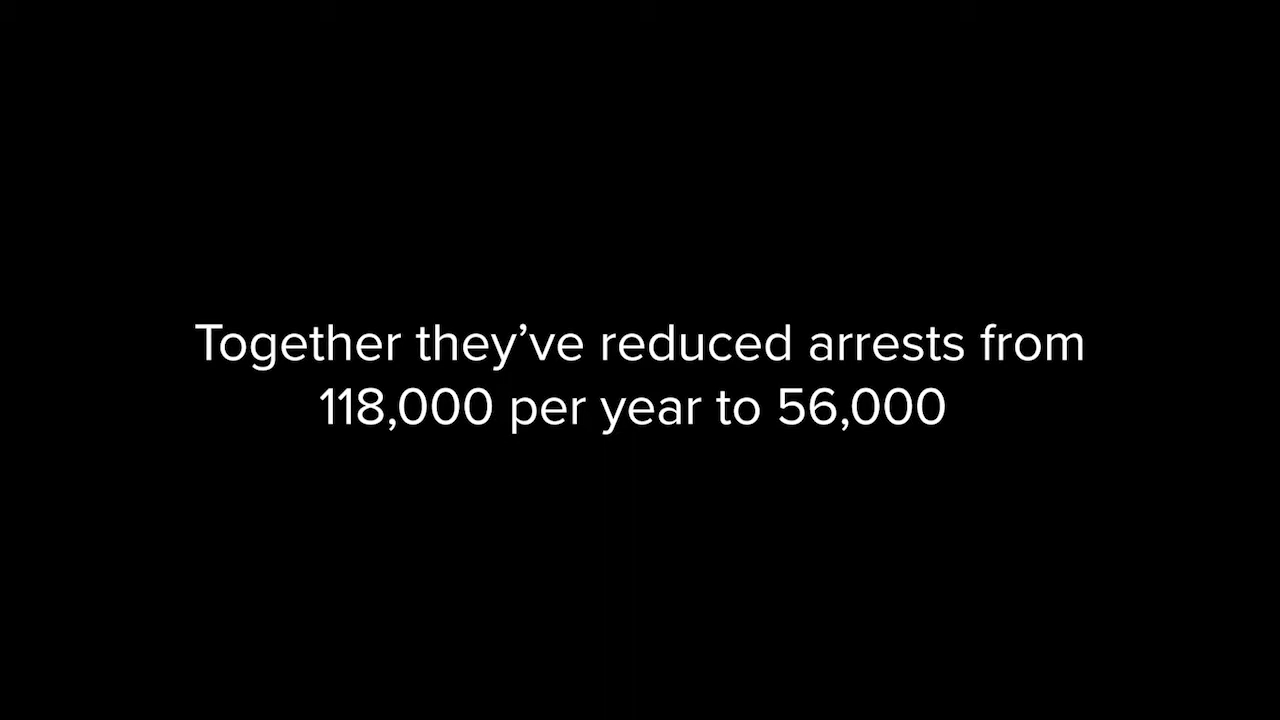 Together they’ve reduced arrests from
118,000 per year to 56,000